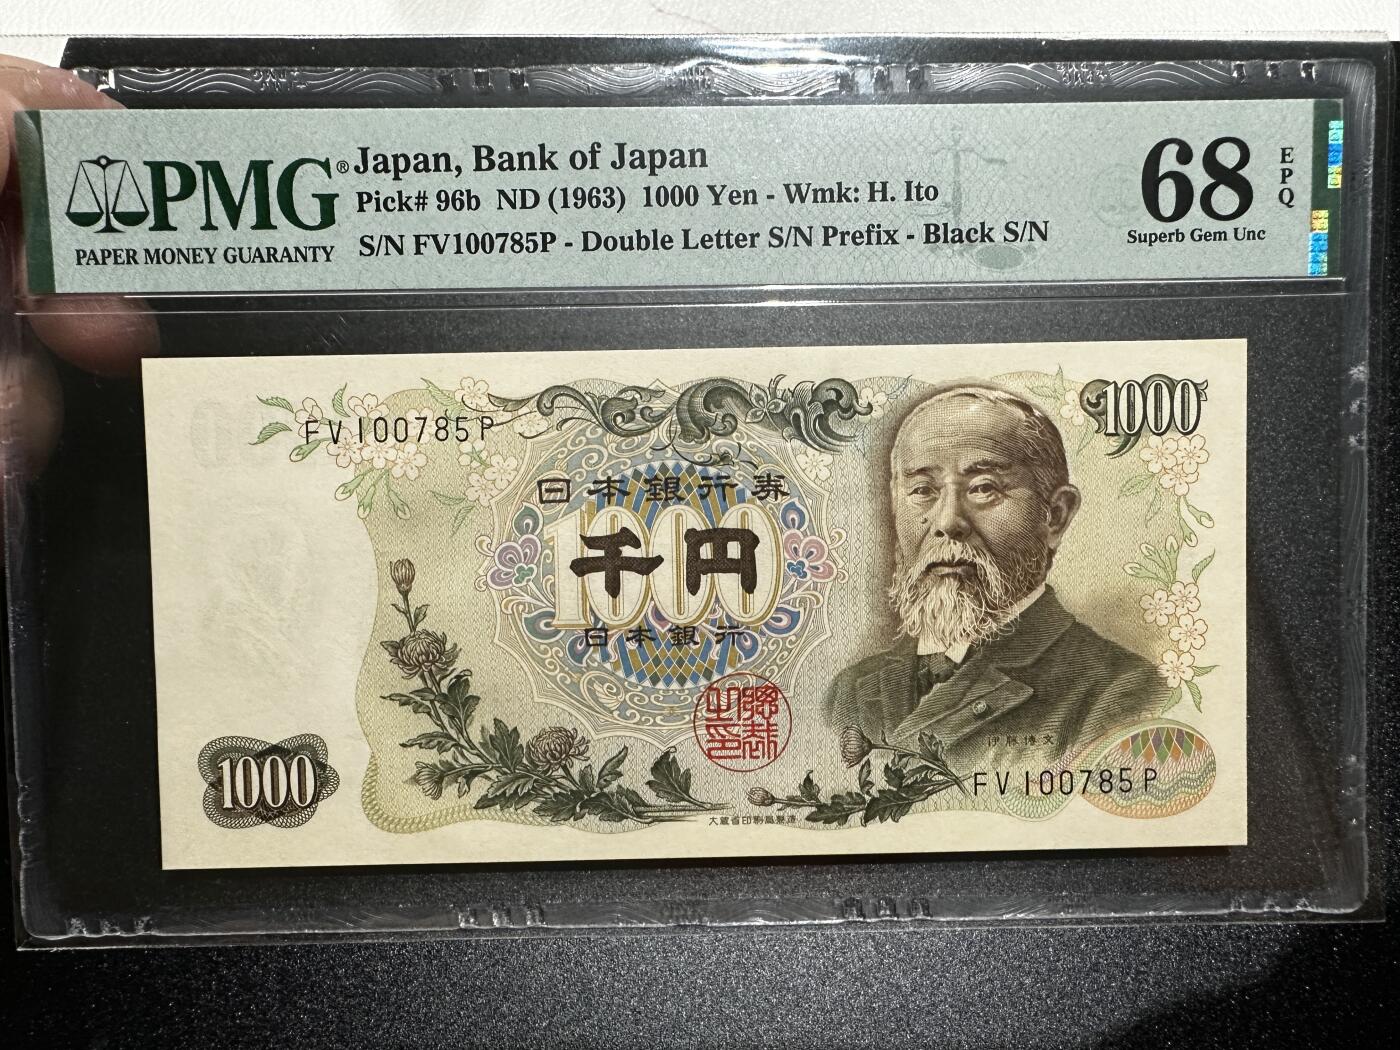 PMG®
PAPER MONEY GUARANTY
Japan, Bank of Japan
Pick# 96b ND (1963) 1000 Yen - Wmk: H. Ito
S/N FV100785P - Double Letter S/N Prefix - Black S/N
68
EPQ
Superb Gem Unc
1000
FV100785P
日本銀行券
1000
千円
日本銀行
伊藤博文
1000
FV100785P
大蔵省印刷局製造